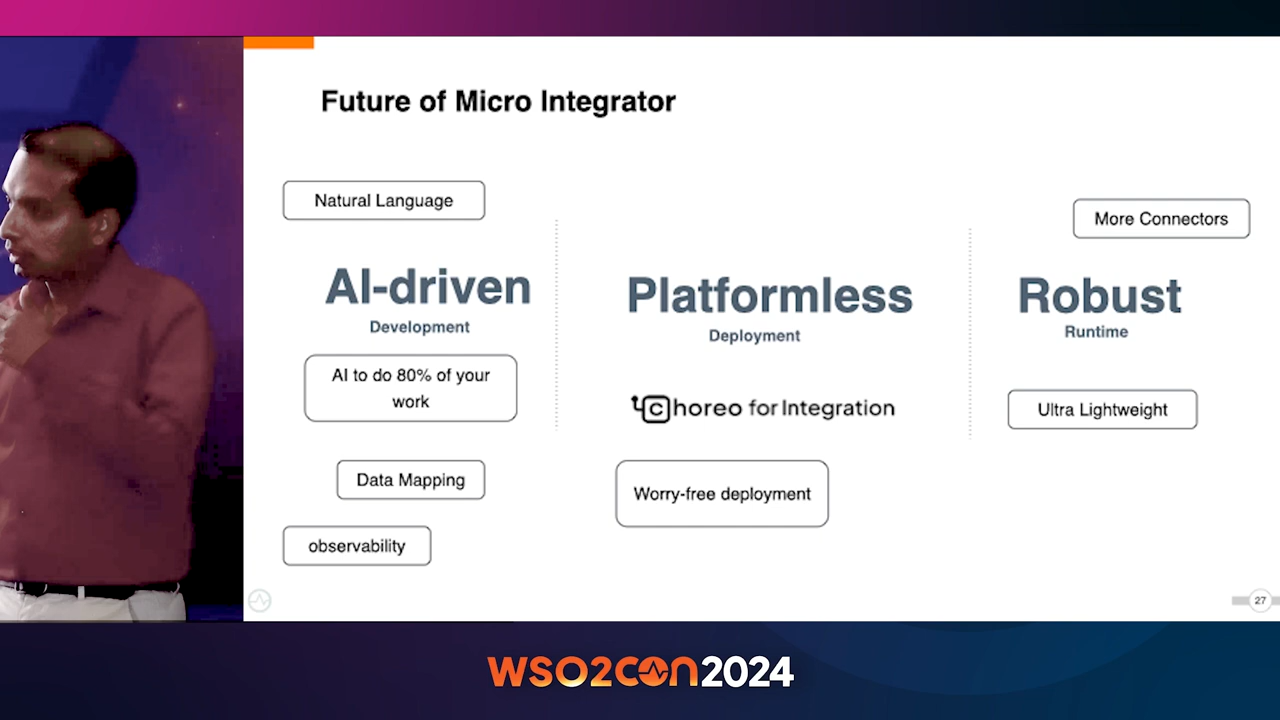 Future of Micro Integrator
Natural Language
AI-driven
Development
AI to do 80% of your
work
Data Mapping
observability
Platformless
Deployment
choreo for Integration
Worry-free deployment
More Connectors
Robust
Runtime
Ultra Lightweight
27
WSO2CON2024